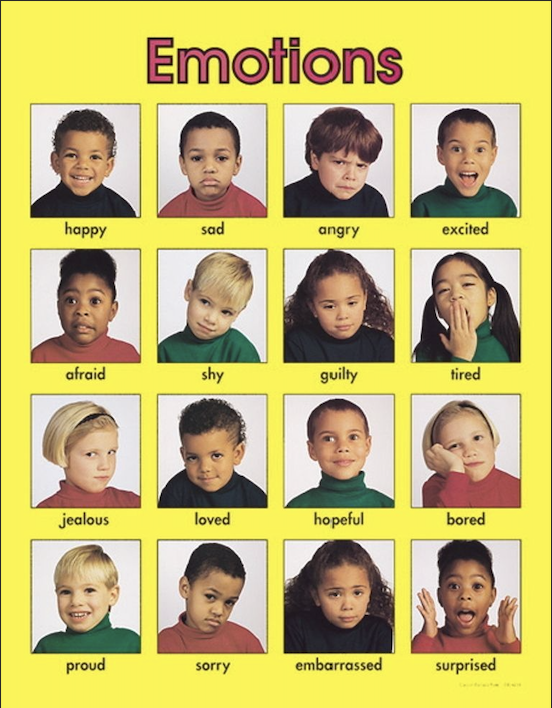 Emotions
happy sad angry excited
afraid shy guilty tired
jealous loved hopeful bored
proud sorry embarrassed surprised